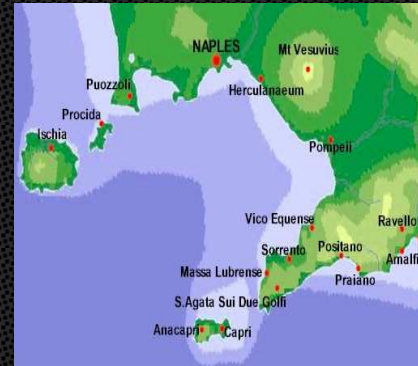 NAPLES
Mt Vesuvius
Puozzoli
Herculanaeum
Procida
Ischia
Pompeii
Vico Equense
Ravello
Sorrento
Positano
Amalfi
Massa Lubrense
Praiano
S.Agata Sui Due Golfi
Anacapri
Capri